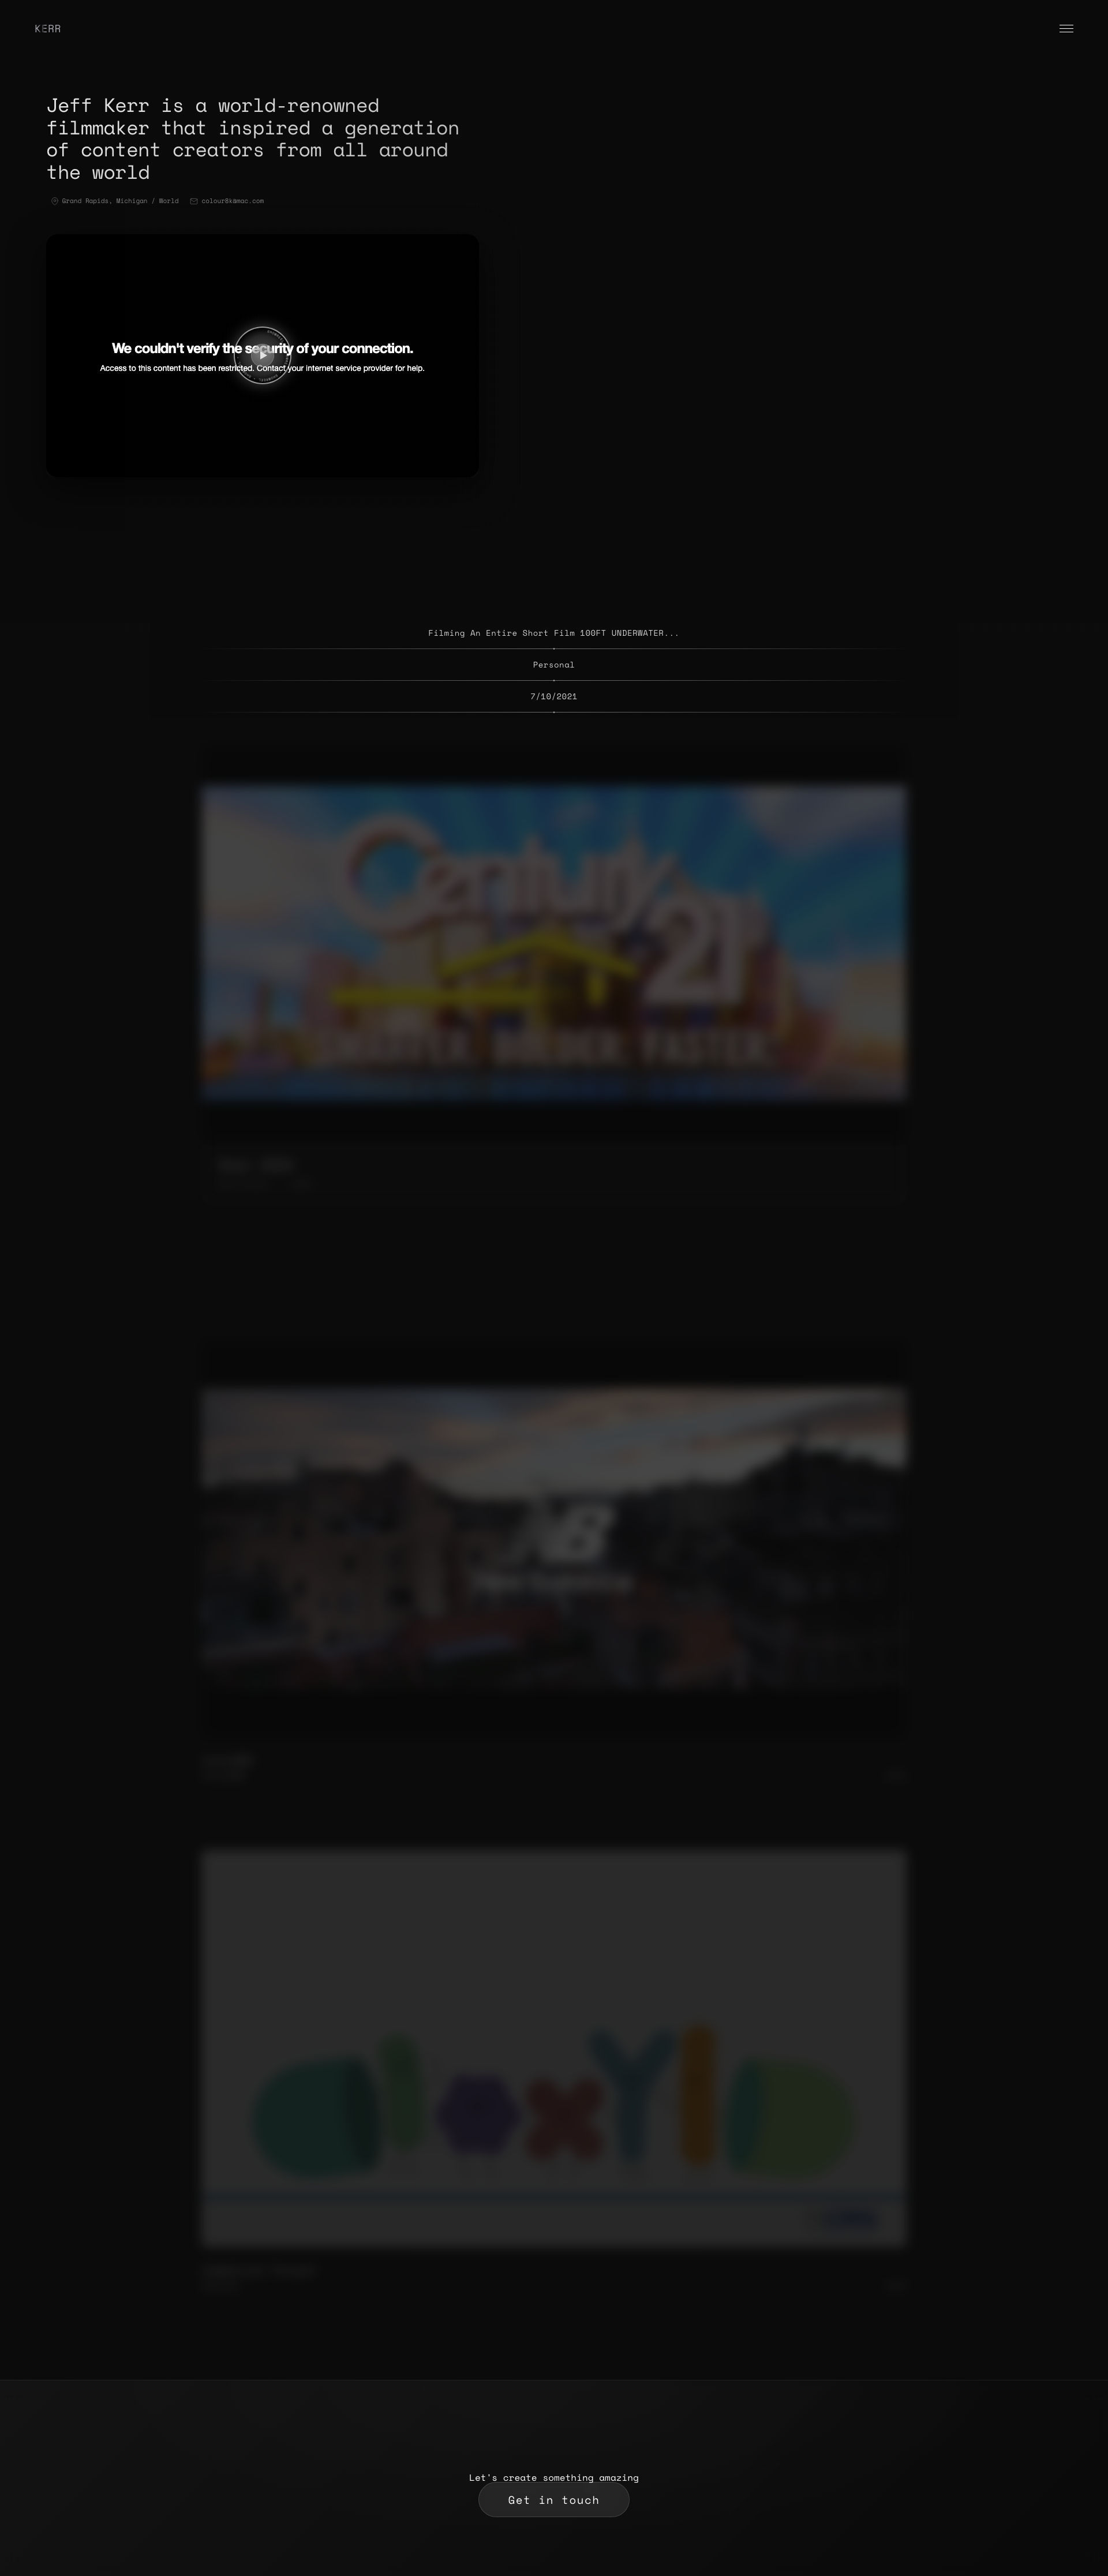 KERR
Jeff Kerr is a world-renowned
filmmaker that inspired a generation
of content creators from all around
the world
Grand Rapids, Michigan / World colour8k@mac.com
We couldn't verify the security of your connection.
Access to this content has been restricted. Contact your internet service provider for help.
Filming An Entire Short Film 100FT UNDERWATER...
Personal
7/10/2021
Century
21
SMARTER. BOLDER. FASTER.
Let's create something amazing
Get in touch